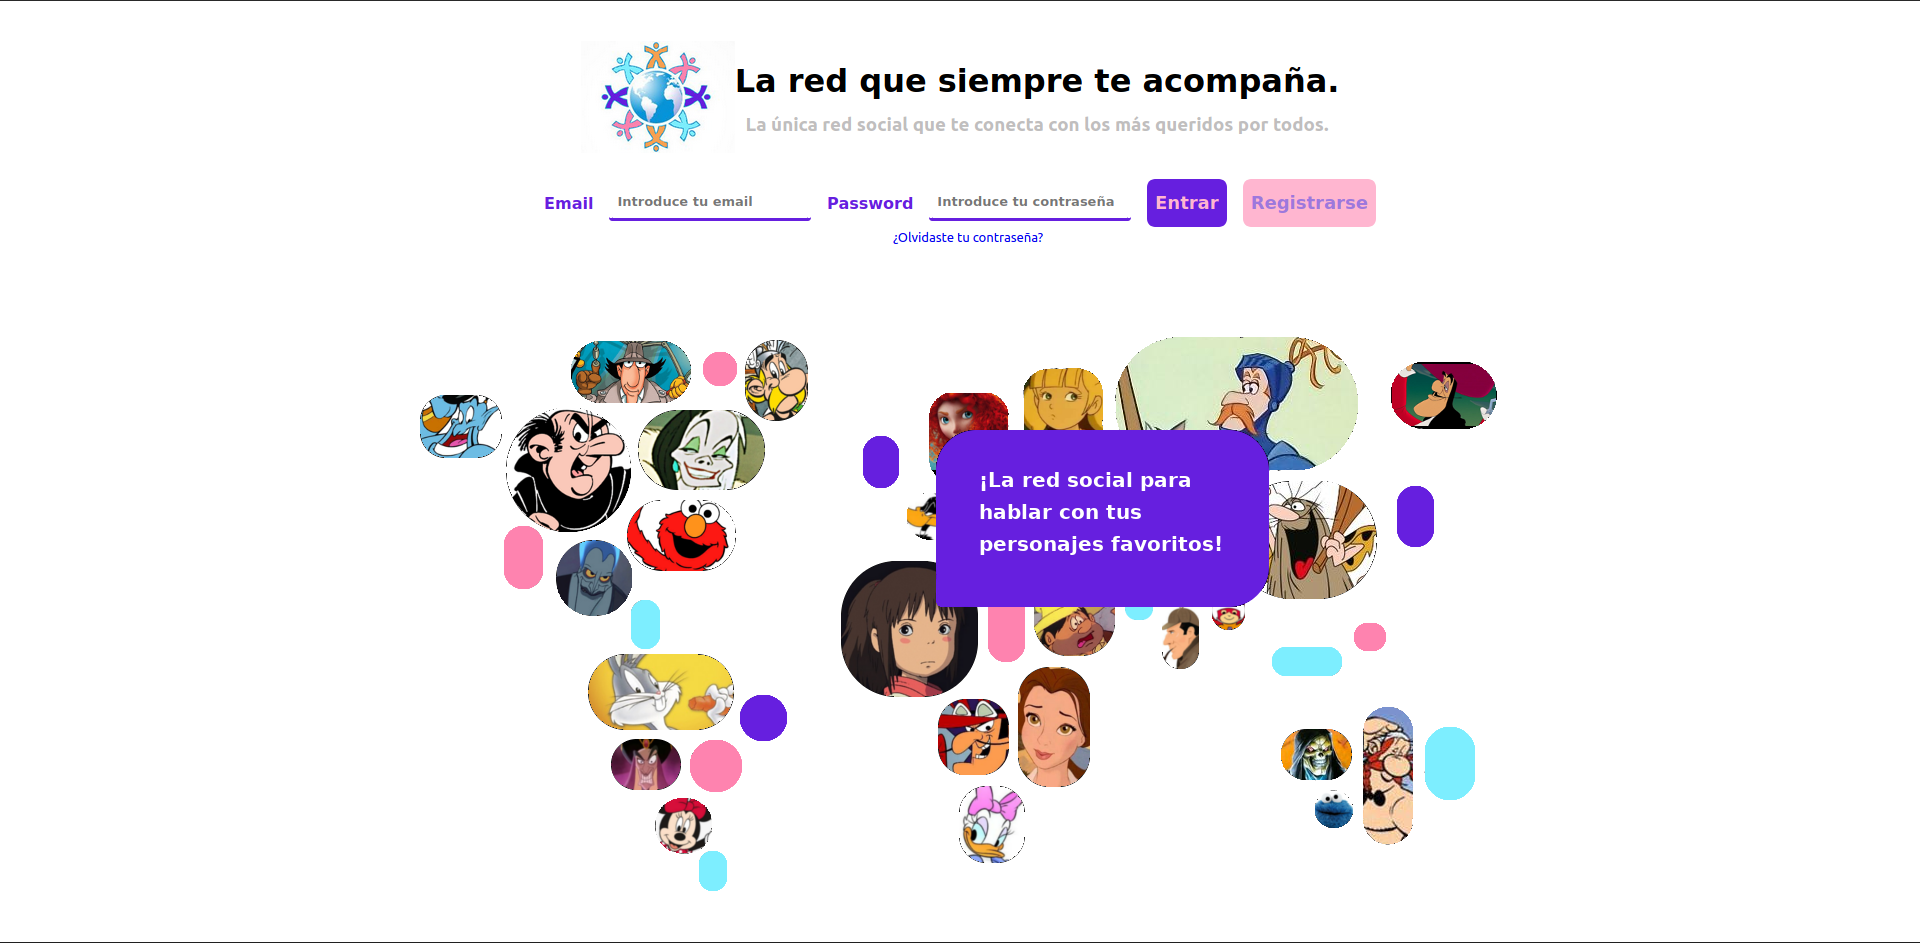 La red que siempre te acompaña.
La única red social que te conecta con los más queridos por todos.
Email Introduce tu email Password Introduce tu contraseña Entrar Registrarse
¿Olvidaste tu contraseña?
¡La red social para
hablar con tus
personajes favoritos!